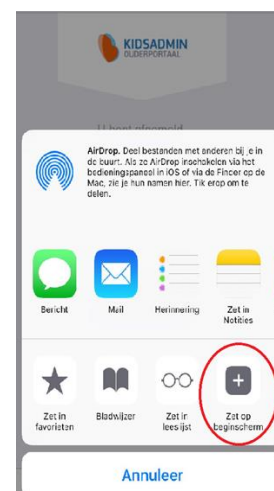 KIDSADMIN
OUDERPORTAAL
U bent afgemeld
AirDrop. Deel bestanden met anderen bij je in
de buurt. Als ze AirDrop inschakelen via het
bedieningspaneel in iOS of via de Finder op de
Mac, zie je hun namen hier. Tik erop om te
delen.
Bericht
Mail
Herinnering
Zet in
Notities
Zet in
favorieten
Bladwijzer
Zet in
leeslijst
Zet op
beginscherm
Annuleer